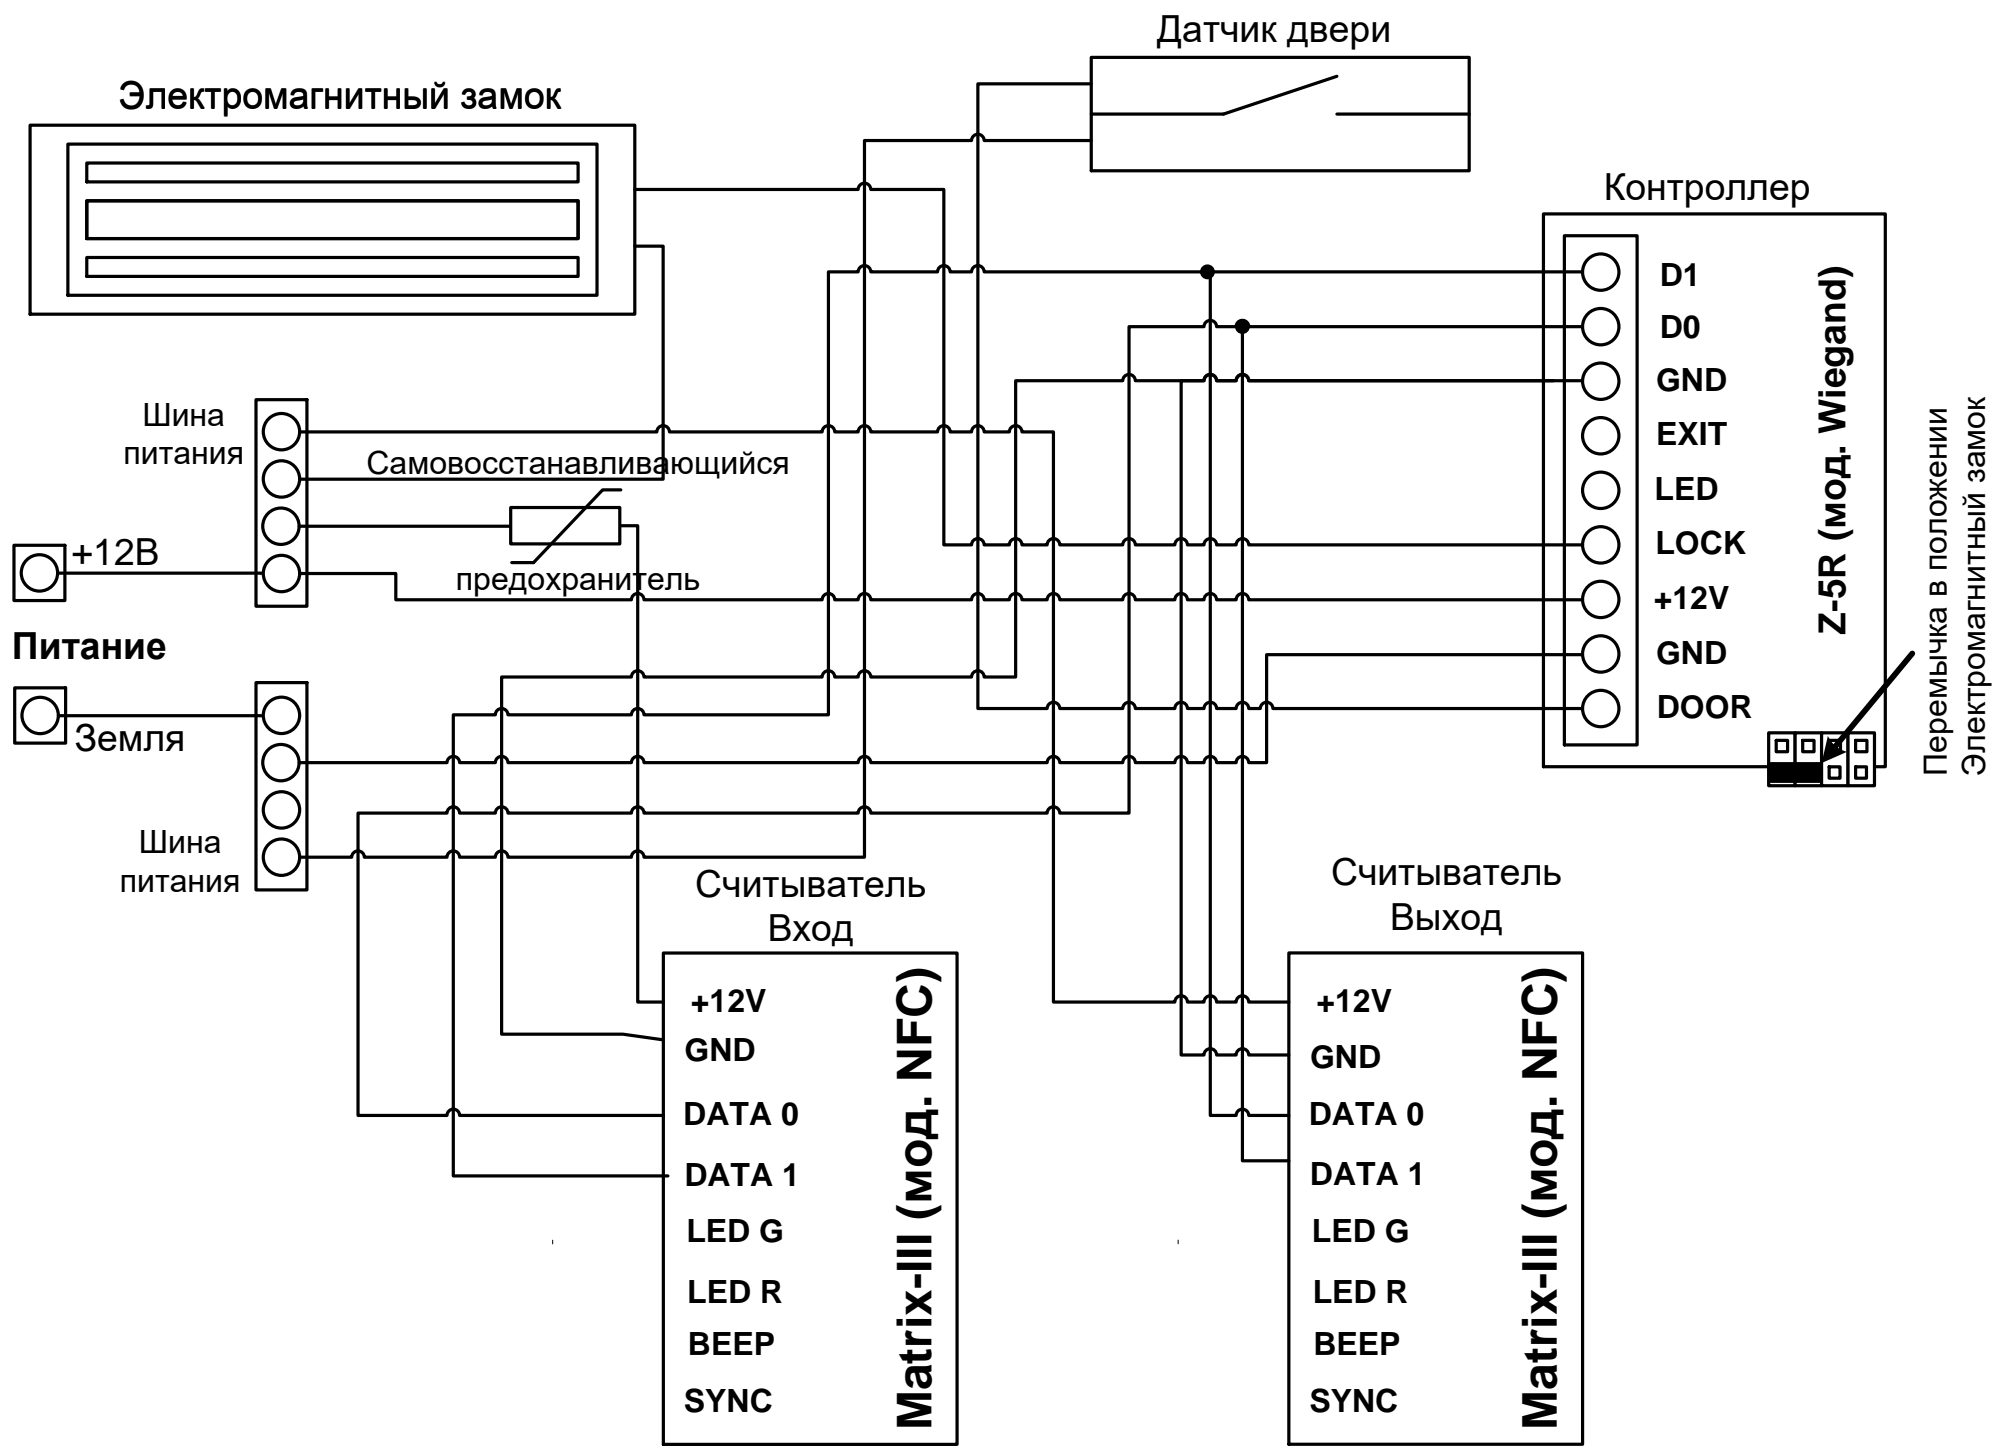 Датчик двери
Электромагнитный замок
Контроллер
D1
D0
GND
EXIT
LED
LOCK
+12V
GND
DOOR
Z-5R (мод. Wiegand)
Перемычка в положении
Электромагнитный замок
Шина
питания
Самовосстанавливающийся
предохранитель
+12В
Питание
Земля
Шина
питания
Считыватель
Вход
+12V
GND
DATA 0
DATA 1
LED G
LED R
BEEP
SYNC
Matrix-III (мод. NFC)
Считыватель
Выход
+12V
GND
DATA 0
DATA 1
LED G
LED R
BEEP
SYNC
Matrix-III (мод. NFC)